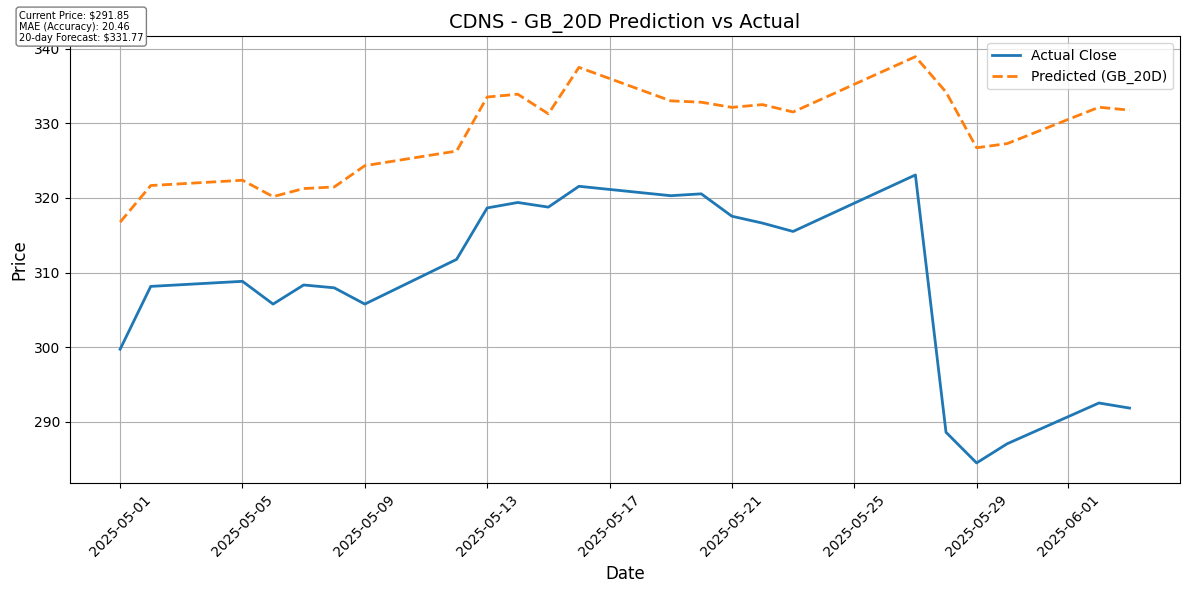 CDNS - GB_20D Prediction vs Actual
Current Price: $291.85
MAE (Accuracy): 20.46
20-day Forecast: $331.77
Actual Close
Predicted (GB_20D)
Price
340
330
320
310
300
290
2025-05-01
2025-05-05
2025-05-09
2025-05-13
2025-05-17
2025-05-21
2025-05-25
2025-05-29
2025-06-01
Date